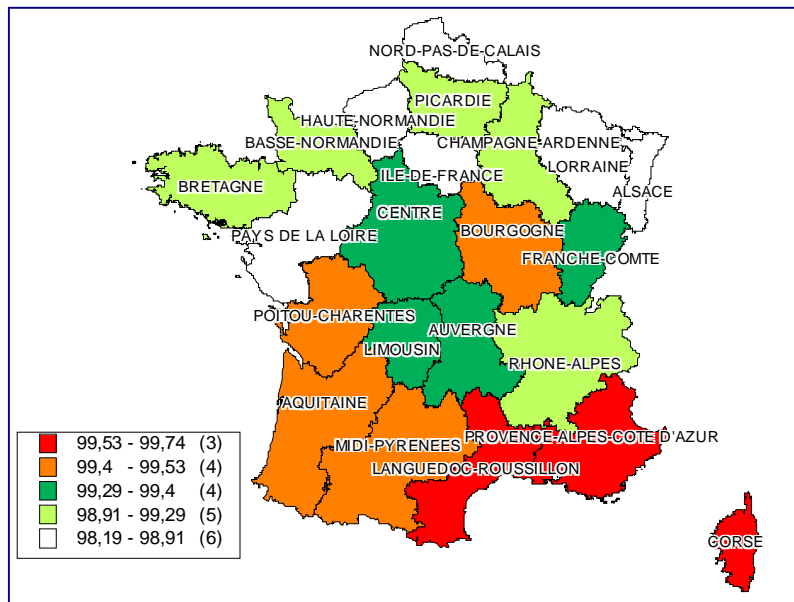 NORD-PAS-DE-CALAIS
PICARDIE
HAUTE-NORMANDIE
BASSE-NORMANDIE
CHAMPAGNE-ARDENNE
LORRAINE
ILE-DE-FRANCE
ALSACE
BRETAGNE
CENTRE
PAYS DE LA LOIRE
BOURGOGNE
FRANCHE-COMTE
POITOU-CHARENTES
AUVERGNE
LIMOUSIN
RHONE-ALPES
AQUITAINE
MIDI-PYRENEES
PROVENCE-ALPES-COTE D'AZUR
LANGUEDOC-ROUSSILLON
CORSE
99,53 - 99,74 (3)
99,4 - 99,53 (4)
99,29 - 99,4 (4)
98,91 - 99,29 (5)
98,19 - 98,91 (6)